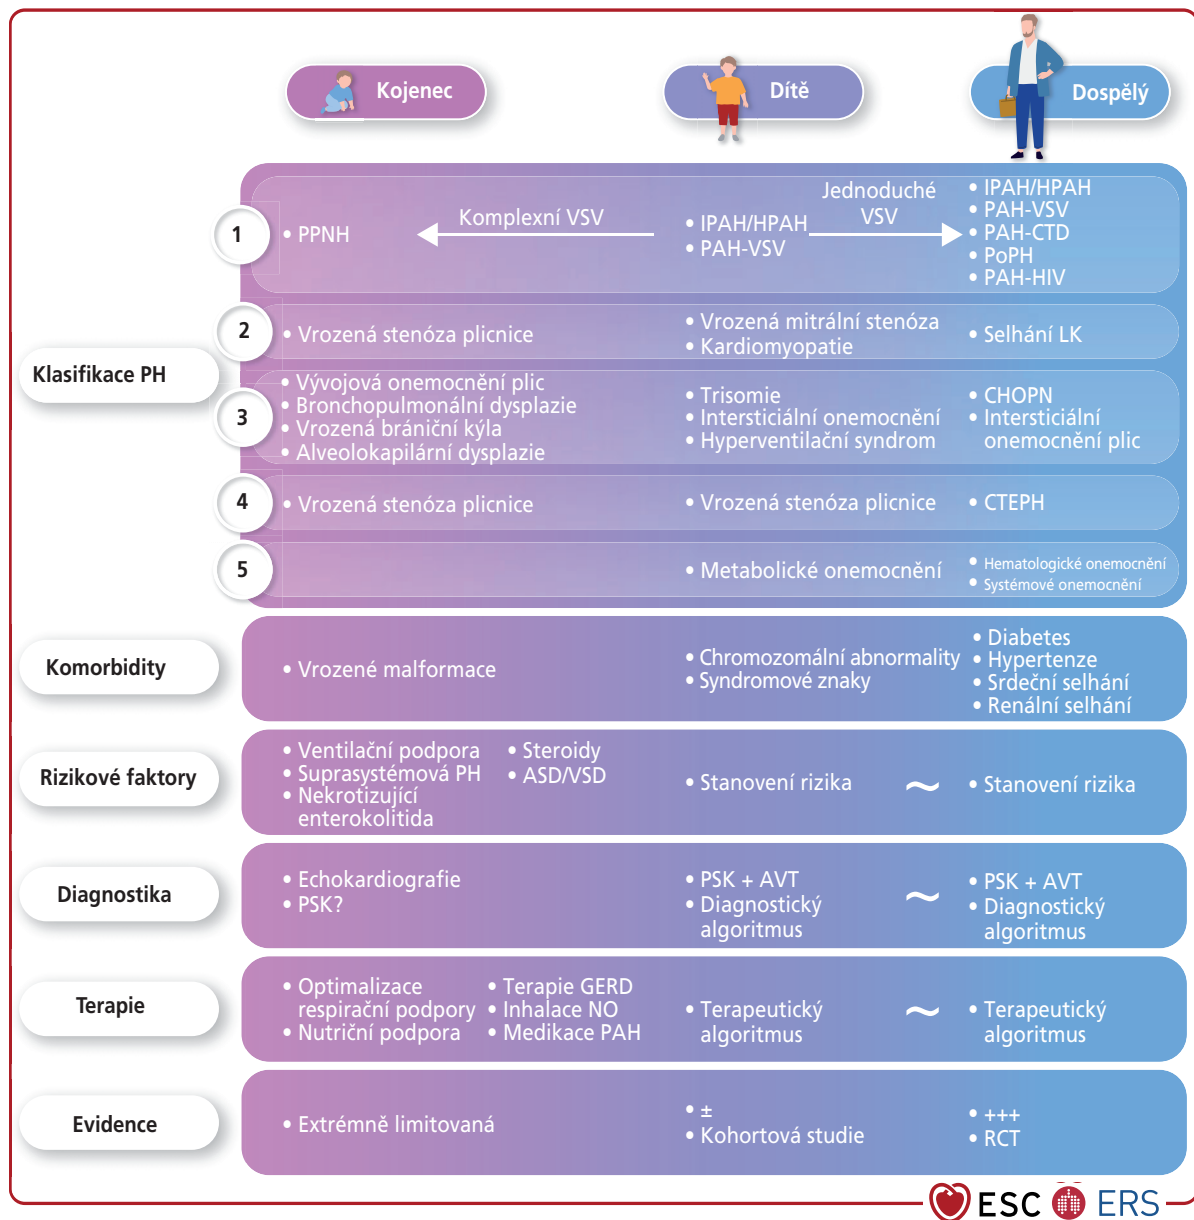 Kojenec
Dítě
Dospělý
Klasifikace PH
1
• PPNH
Komplexní VSV
• IPAH/HPAH
• PAH-VSV
Jednoduché
VSV
• IPAH/HPAH
• PAH-VSV
• PAH-CTD
• PoPH
• PAH-HIV
2
• Vrozená stenóza plicnice
• Vrozená mitrální stenóza
• Kardiomyopatie
• Selhání LK
3
• Vývojová onemocnění plic
• Bronchopulmonální dysplazie
• Vrozená brániční kýla
• Alveolokapilární dysplazie
• Trisomie
• Intersticiální onemocnění
• Hyperventilační syndrom
• CHOPN
• Intersticiální
onemocnění plic
4
• Vrozená stenóza plicnice
• Vrozená stenóza plicnice
• CTEPH
5
• Metabolické onemocnění
• Hematologické onemocnění
• Systémové onemocnění
Komorbidity
• Vrozené malformace
• Chromozomální abnormality
• Syndromové znaky
• Diabetes
• Hypertenze
• Srdeční selhání
• Renální selhání
Rizikové faktory
• Ventilační podpora
• Suprasystémová PH
• Nekrotizující
enterokolitida
• Steroidy
• ASD/VSD
• Stanovení rizika
~
• Stanovení rizika
Diagnostika
• Echokardiografie
• PSK?
• PSK + AVT
• Diagnostický
algoritmus
~
• PSK + AVT
• Diagnostický
algoritmus
Terapie
• Optimalizace
respirační podpory
• Nutriční podpora
• Terapie GERD
• Inhalace NO
• Medikace PAH
• Terapeutický
algoritmus
~
• Terapeutický
algoritmus
Evidence
• Extrémně limitovaná
• ±
• Kohortová studie
• +++
• RCT
ESC ERS